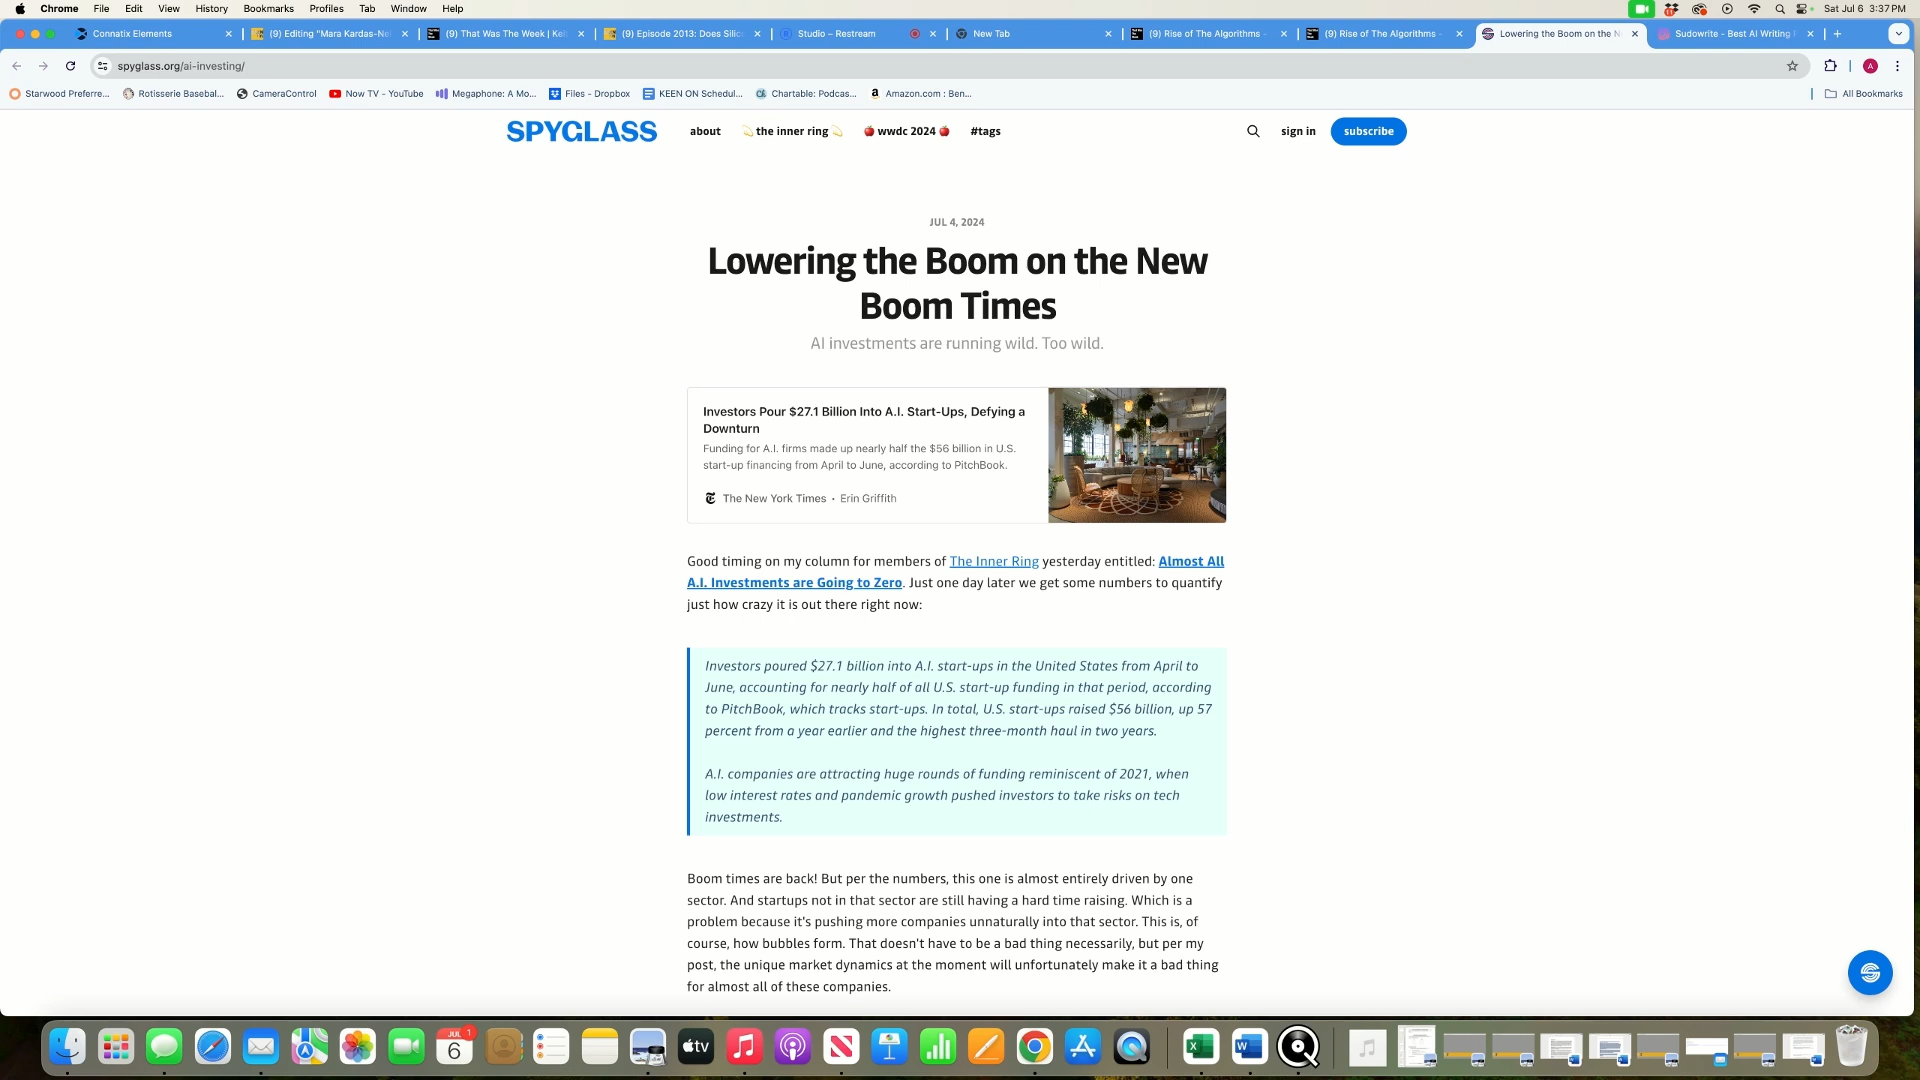 Chrome File Edit View History Bookmarks Profiles Tab Window Help
Sat Jul 6 3:37 PM
Connatix Elements
(9) Editing "Mara Kardas-Ne
(9) That Was The Week | Kei
(9) Episode 2013: Does Silic
Studio – Restream
New Tab
(9) Rise of The Algorithms -
(9) Rise of The Algorithms -
Lowering the Boom on the N
Sudowrite - Best AI Writing P
spyglass.org/ai-investing/
Starwood Preferre...
Rotisserie Basebal...
CameraControl
Now TV - YouTube
Megaphone: A Mo...
Files - Dropbox
KEEN ON Schedul...
Chartable: Podcas...
Amazon.com : Ben...
All Bookmarks
SPYGLASS
about
the inner ring
wwdc 2024
#tags
sign in
subscribe
JUL 4, 2024
Lowering the Boom on the New
Boom Times
AI investments are running wild. Too wild.
Investors Pour $27.1 Billion Into A.I. Start-Ups, Defying a
Downturn
Funding for A.I. firms made up nearly half the $56 billion in U.S.
start-up financing from April to June, according to PitchBook.
The New York Times • Erin Griffith
Good timing on my column for members of The Inner Ring yesterday entitled: Almost All
A.I. Investments are Going to Zero. Just one day later we get some numbers to quantify
just how crazy it is out there right now:
Investors poured $27.1 billion into A.I. start-ups in the United States from April to
June, accounting for nearly half of all U.S. start-up funding in that period, according
to PitchBook, which tracks start-ups. In total, U.S. start-ups raised $56 billion, up 57
percent from a year earlier and the highest three-month haul in two years.
A.I. companies are attracting huge rounds of funding reminiscent of 2021, when
low interest rates and pandemic growth pushed investors to take risks on tech
investments.
Boom times are back! But per the numbers, this one is almost entirely driven by one
sector. And startups not in that sector are still having a hard time raising. Which is a
problem because it's pushing more companies unnaturally into that sector. This is, of
course, how bubbles form. That doesn't have to be a bad thing necessarily, but per my
post, the unique market dynamics at the moment will unfortunately make it a bad thing
for almost all of these companies.
JUL 1
6
tv